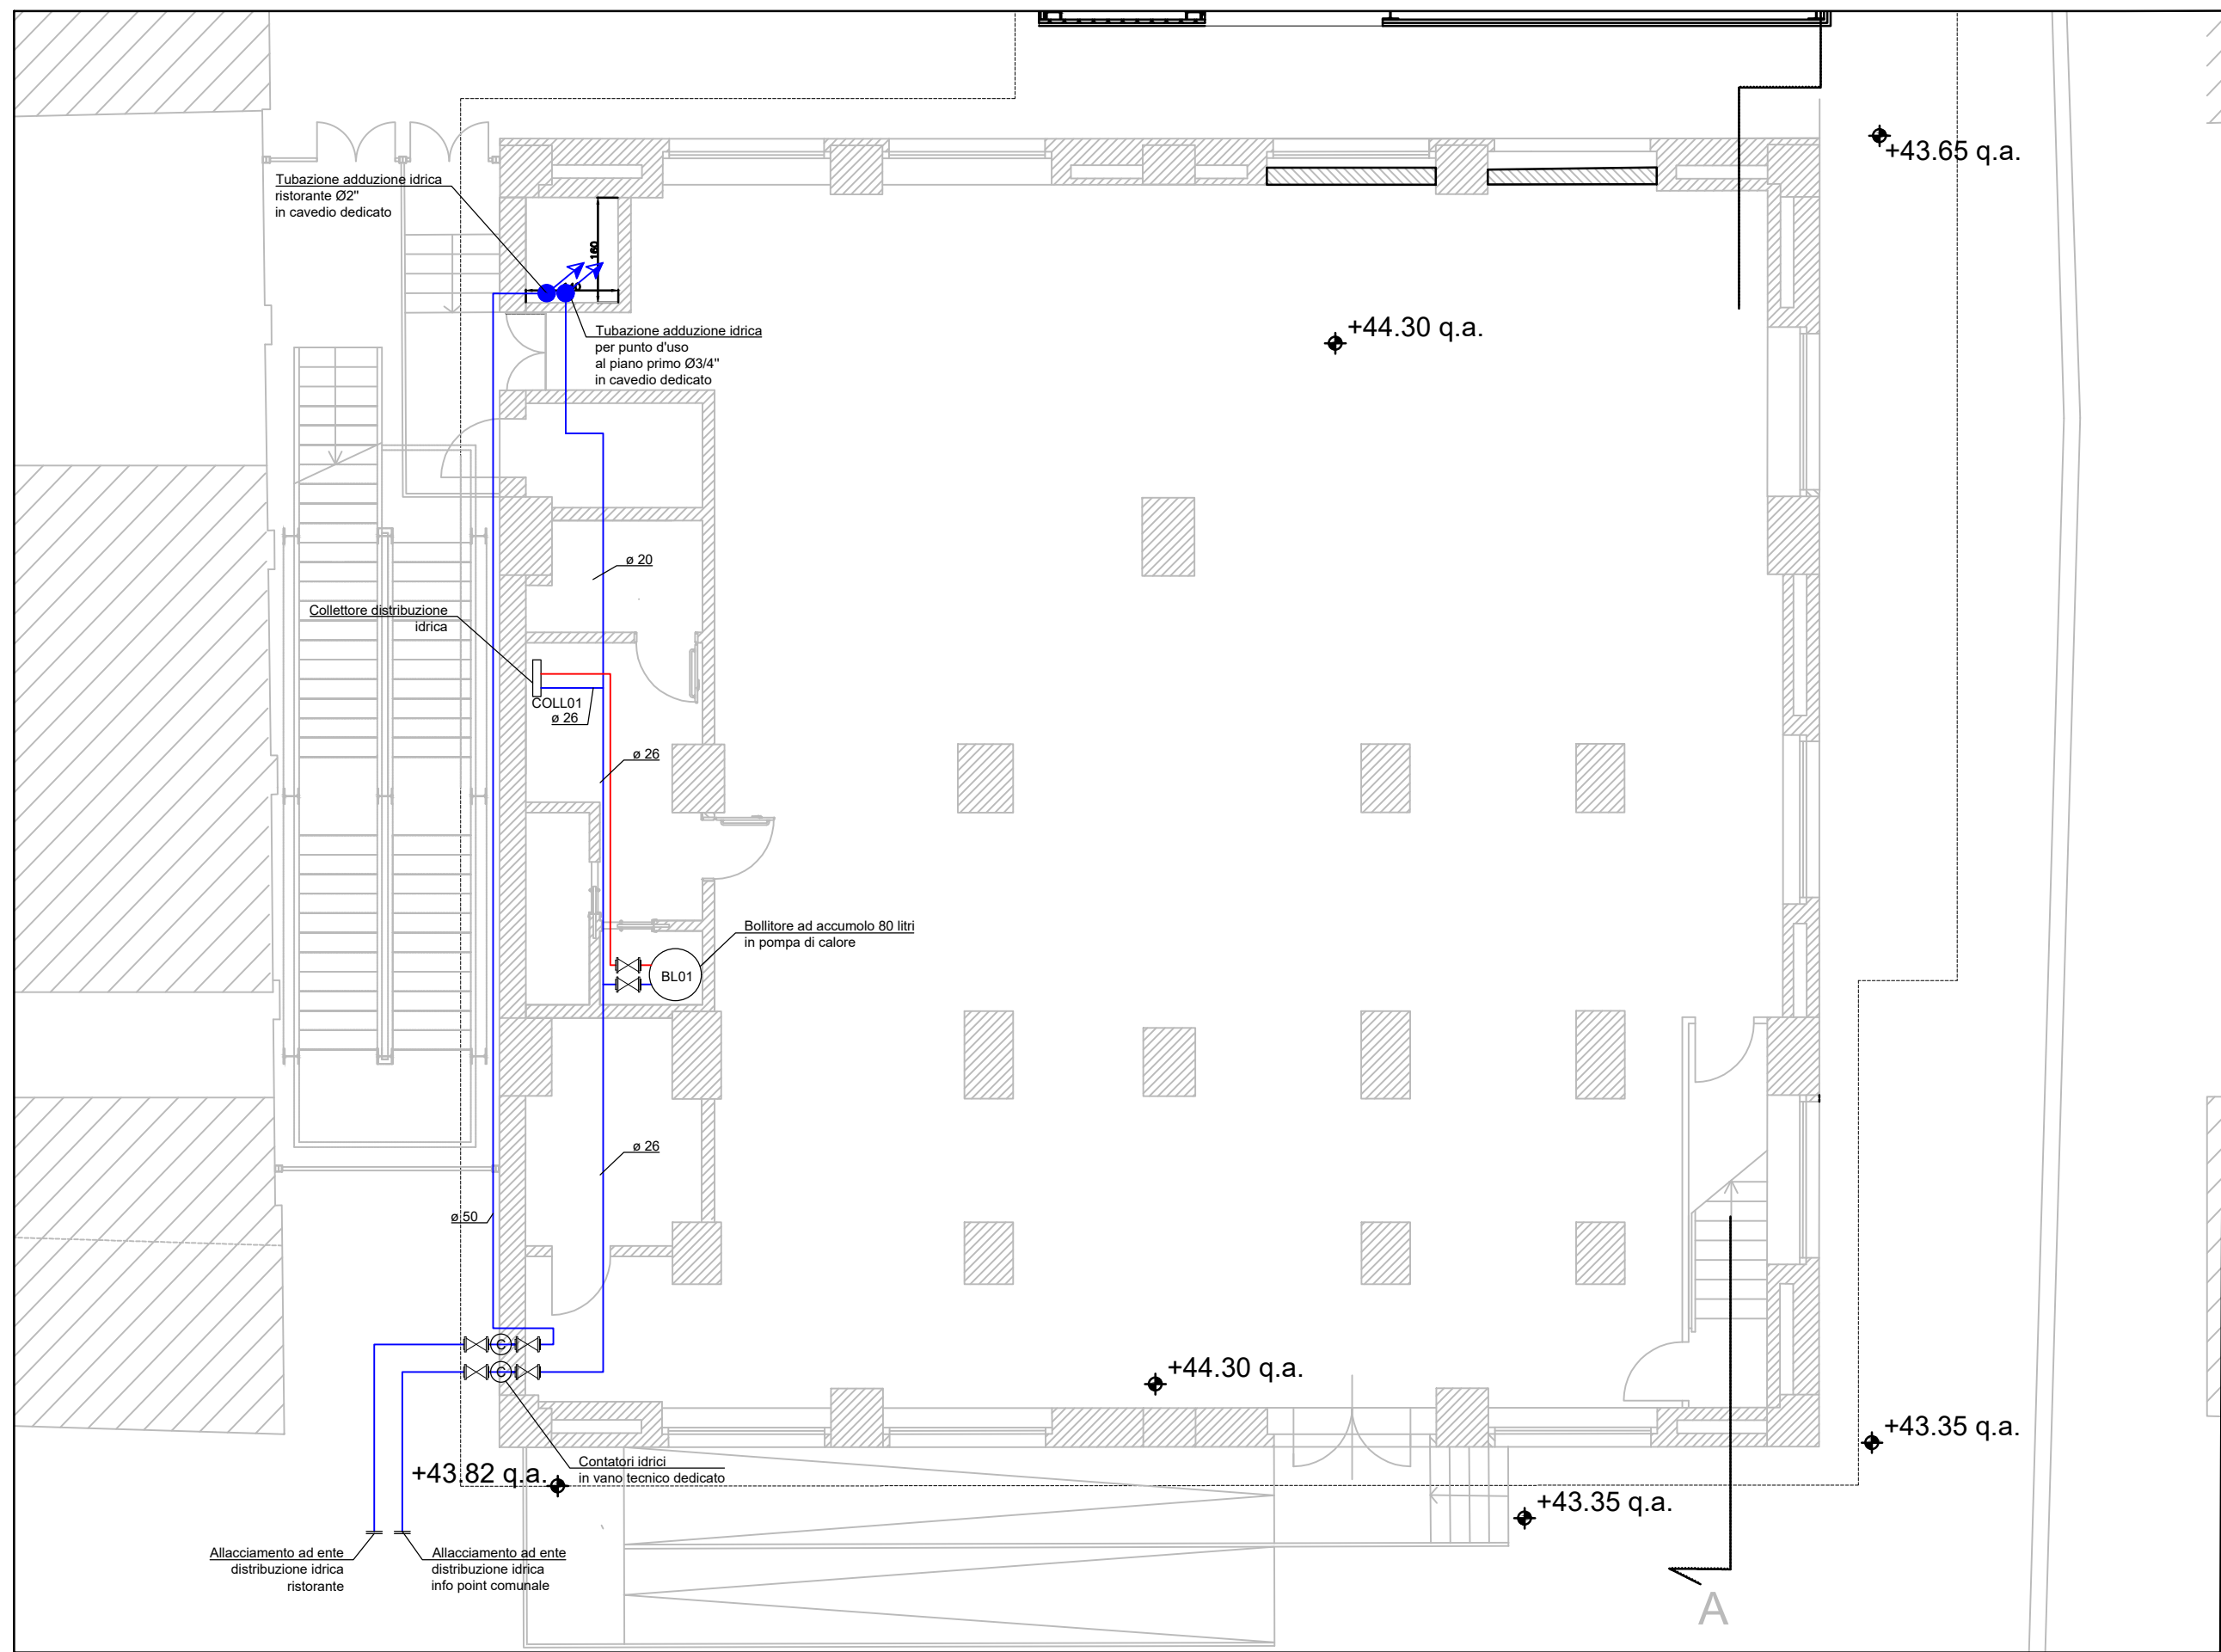 +43.65 q.a.
Tubazione adduzione idrica
ristorante Ø2"
in cavedio dedicato
160
+44.30 q.a.
Tubazione adduzione idrica
per punto d'uso
al piano primo Ø3/4"
in cavedio dedicato
ø 20
Collettore distribuzione
idrica
COLL01
ø 26
ø 26
Bollitore ad accumolo 80 litri
in pompa di calore
BL01
ø 26
ø 50
C
C
+44.30 q.a.
+43.35 q.a.
Contatori idrici
in vano tecnico dedicato
+43.82 q.a.
+43.35 q.a.
Allacciamento ad ente
distribuzione idrica
ristorante
Allacciamento ad ente
distribuzione idrica
info point comunale
A